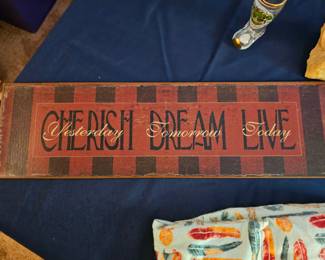 CHERISH DREAM LIVE
Yesterday Tomorrow Today